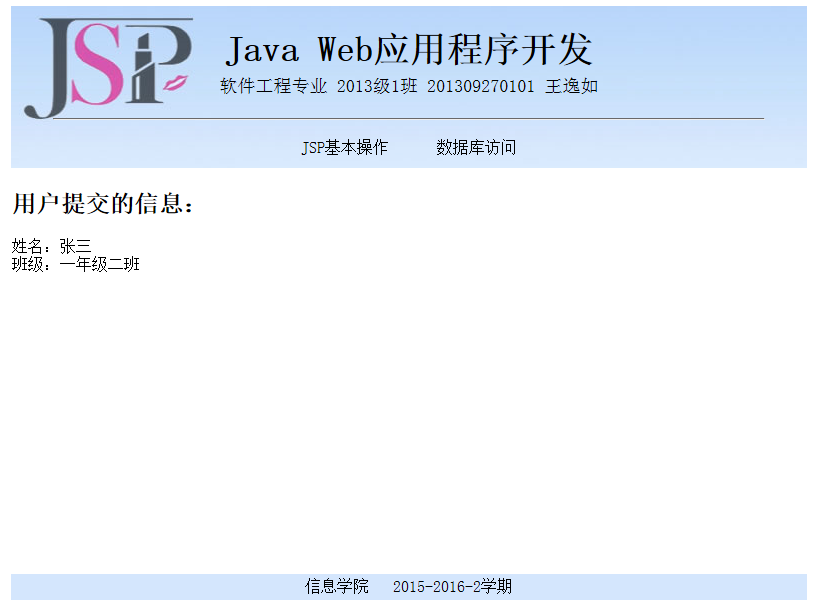 JSP
Java Web应用程序开发
软件工程专业 2013级1班 201309270101 王逸如
JSP基本操作 数据库访问
用户提交的信息：
姓名：张三
班级：一年级二班
信息学院 2015-2016-2学期